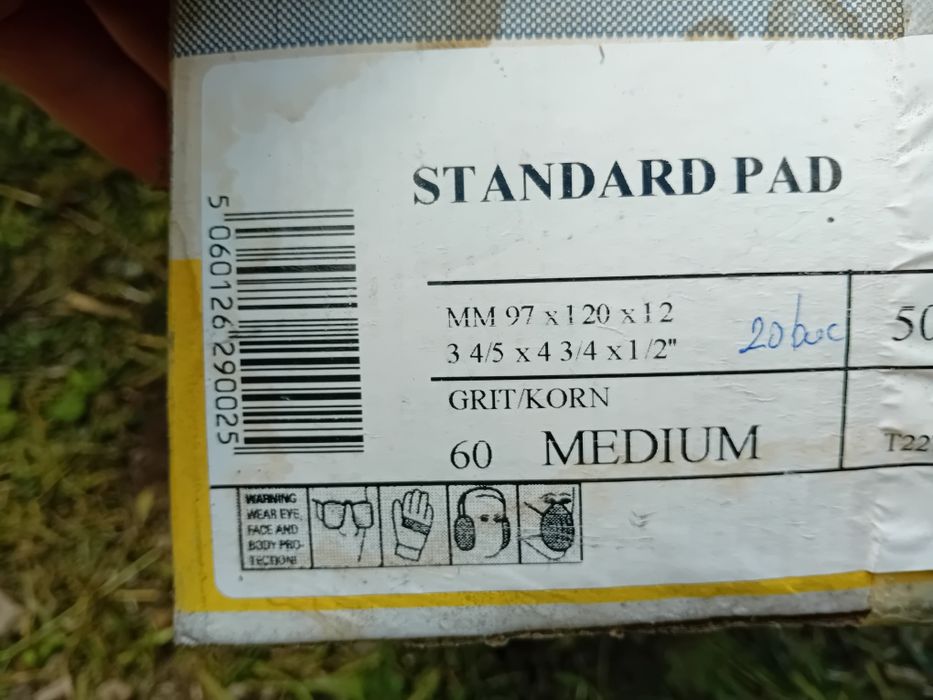 STANDARD PAD
5 060126 290025
MM 97 x 120 x 12
3 4/5 x 4 3/4 x 1/2"
20 buc
50
GRIT/KORN
60 MEDIUM
T22
WARNING
WEAR EYE,
FACE AND
BODY PRO-
TECTION!